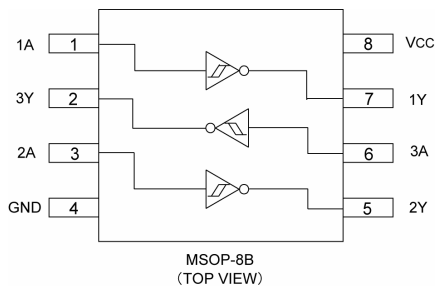 1A 1 8 VCC
3Y 2 7 1Y
2A 3 6 3A
GND 4 5 2Y
MSOP-8B
(TOP VIEW)